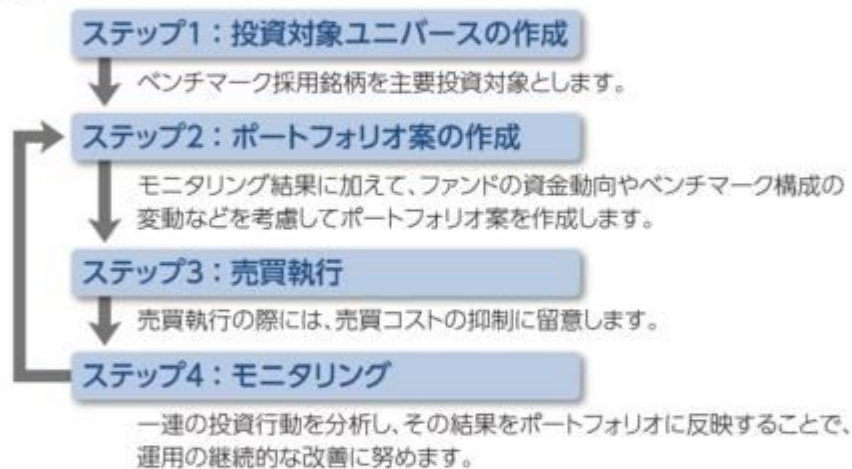 ステップ1：投資対象ユニバースの作成
ベンチマーク採用銘柄を主要投資対象とします。
ステップ2：ポートフォリオ案の作成
モニタリング結果に加えて、ファンドの資金動向やベンチマーク構成の
変動などを考慮してポートフォリオ案を作成します。
ステップ3：売買執行
売買執行の際には、売買コストの抑制に留意します。
ステップ4：モニタリング
一連の投資行動を分析し、その結果をポートフォリオに反映することで、
運用の継続的な改善に努めます。